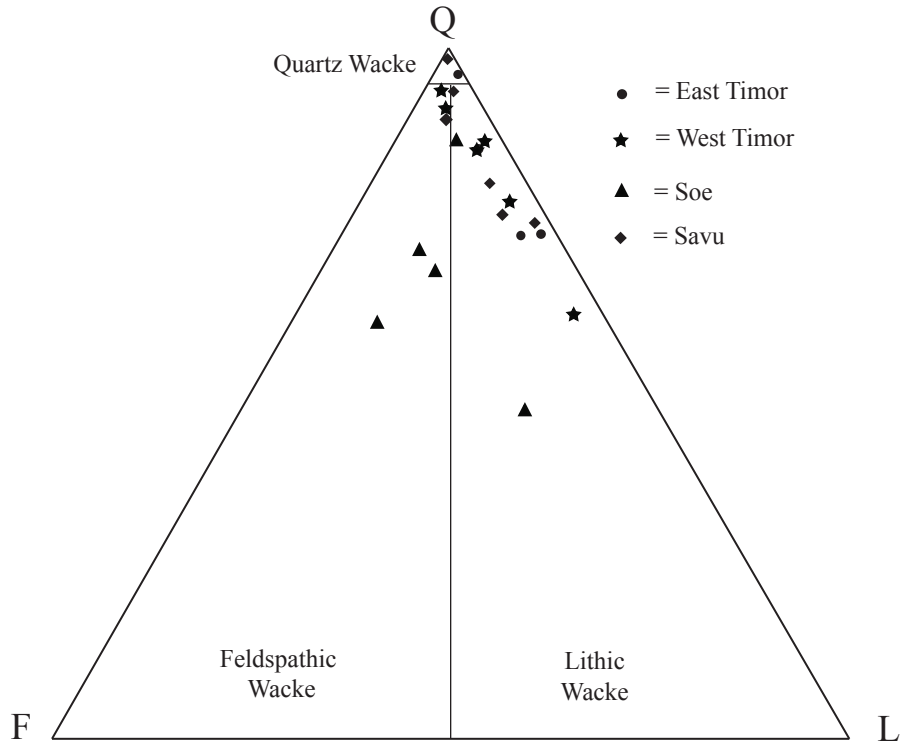 Q
Quartz Wacke
= East Timor
= West Timor
= Soe
= Savu
Feldspathic
Wacke
Lithic
Wacke
F
L